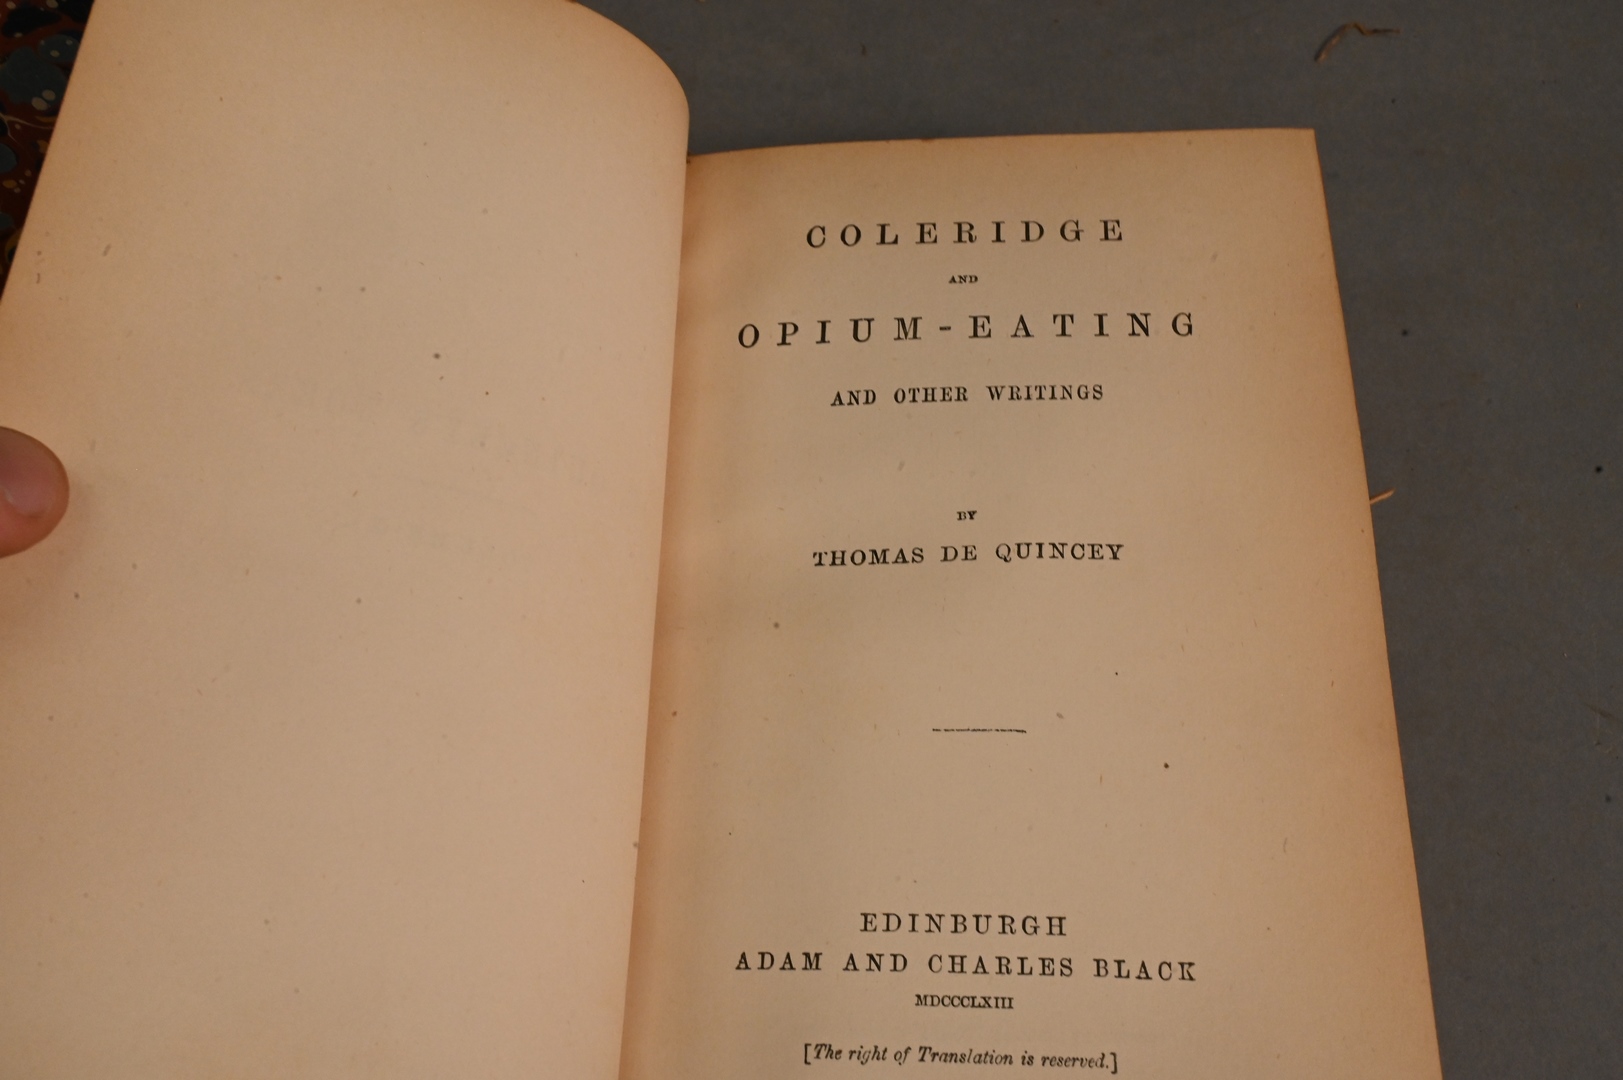 COLERIDGE
AND
OPIUM-EATING
AND OTHER WRITINGS
BY
THOMAS DE QUINCEY
EDINBURGH
ADAM AND CHARLES BLACK
MDCCCLXIII
[The right of Translation is reserved.]